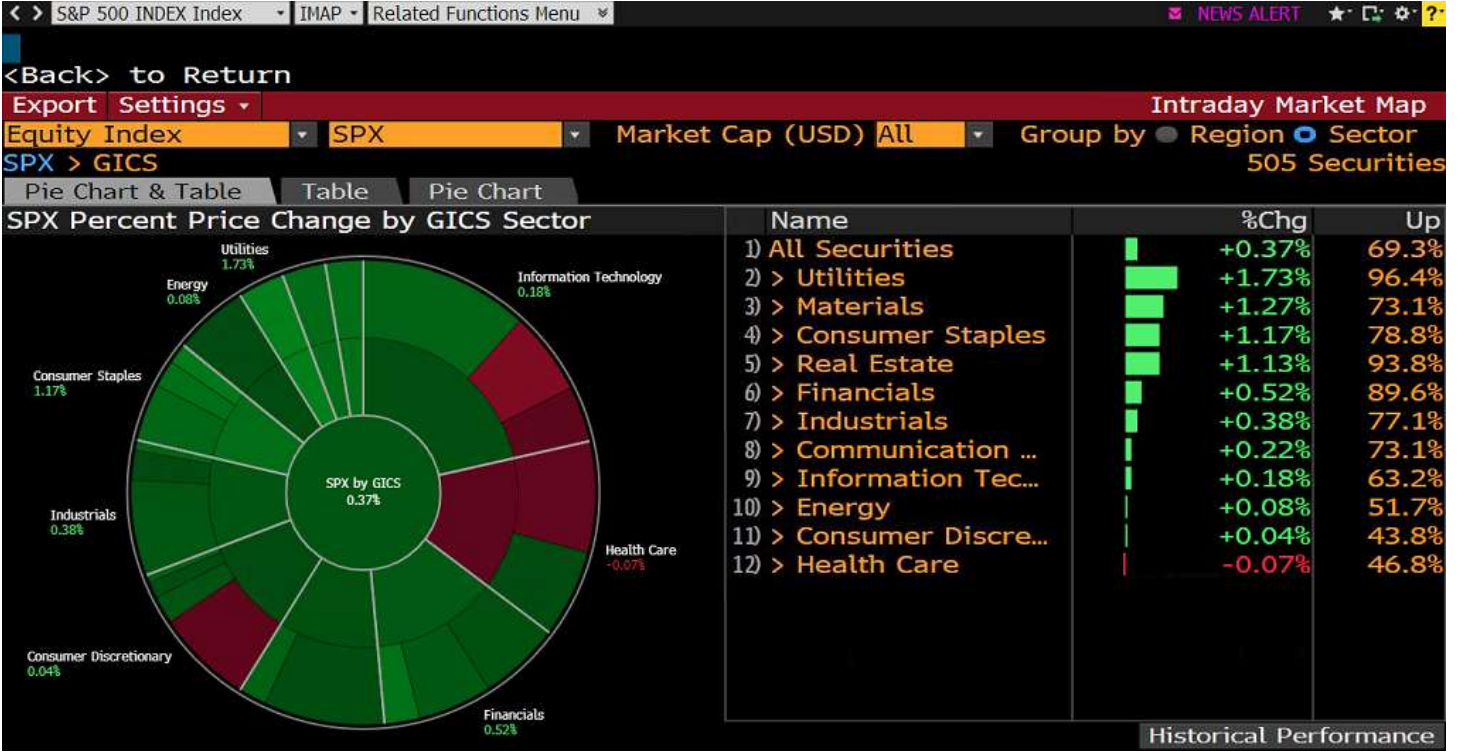 < > S&P 500 INDEX Index IMAP Related Functions Menu NEWS ALERT ?
<Back> to Return
Export Settings Intraday Market Map
Equity Index SPX Market Cap (USD) All Group by Region Sector
SPX > GICS 505 Securities
Pie Chart & Table Table Pie Chart
SPX Percent Price Change by GICS Sector
Utilities
1.73%
Energy
0.08%
Information Technology
0.18%
Consumer Staples
1.17%
SPX by GICS
0.37%
Industrials
0.38%
Health Care
-0.07%
Consumer Discretionary
0.04%
Financials
0.52%
Name %Chg Up
1) All Securities +0.37% 69.3%
2) > Utilities +1.73% 96.4%
3) > Materials +1.27% 73.1%
4) > Consumer Staples +1.17% 78.8%
5) > Real Estate +1.13% 93.8%
6) > Financials +0.52% 89.6%
7) > Industrials +0.38% 77.1%
8) > Communication ... +0.22% 73.1%
9) > Information Tec... +0.18% 63.2%
10) > Energy +0.08% 51.7%
11) > Consumer Discre... +0.04% 43.8%
12) > Health Care -0.07% 46.8%
Historical Performance